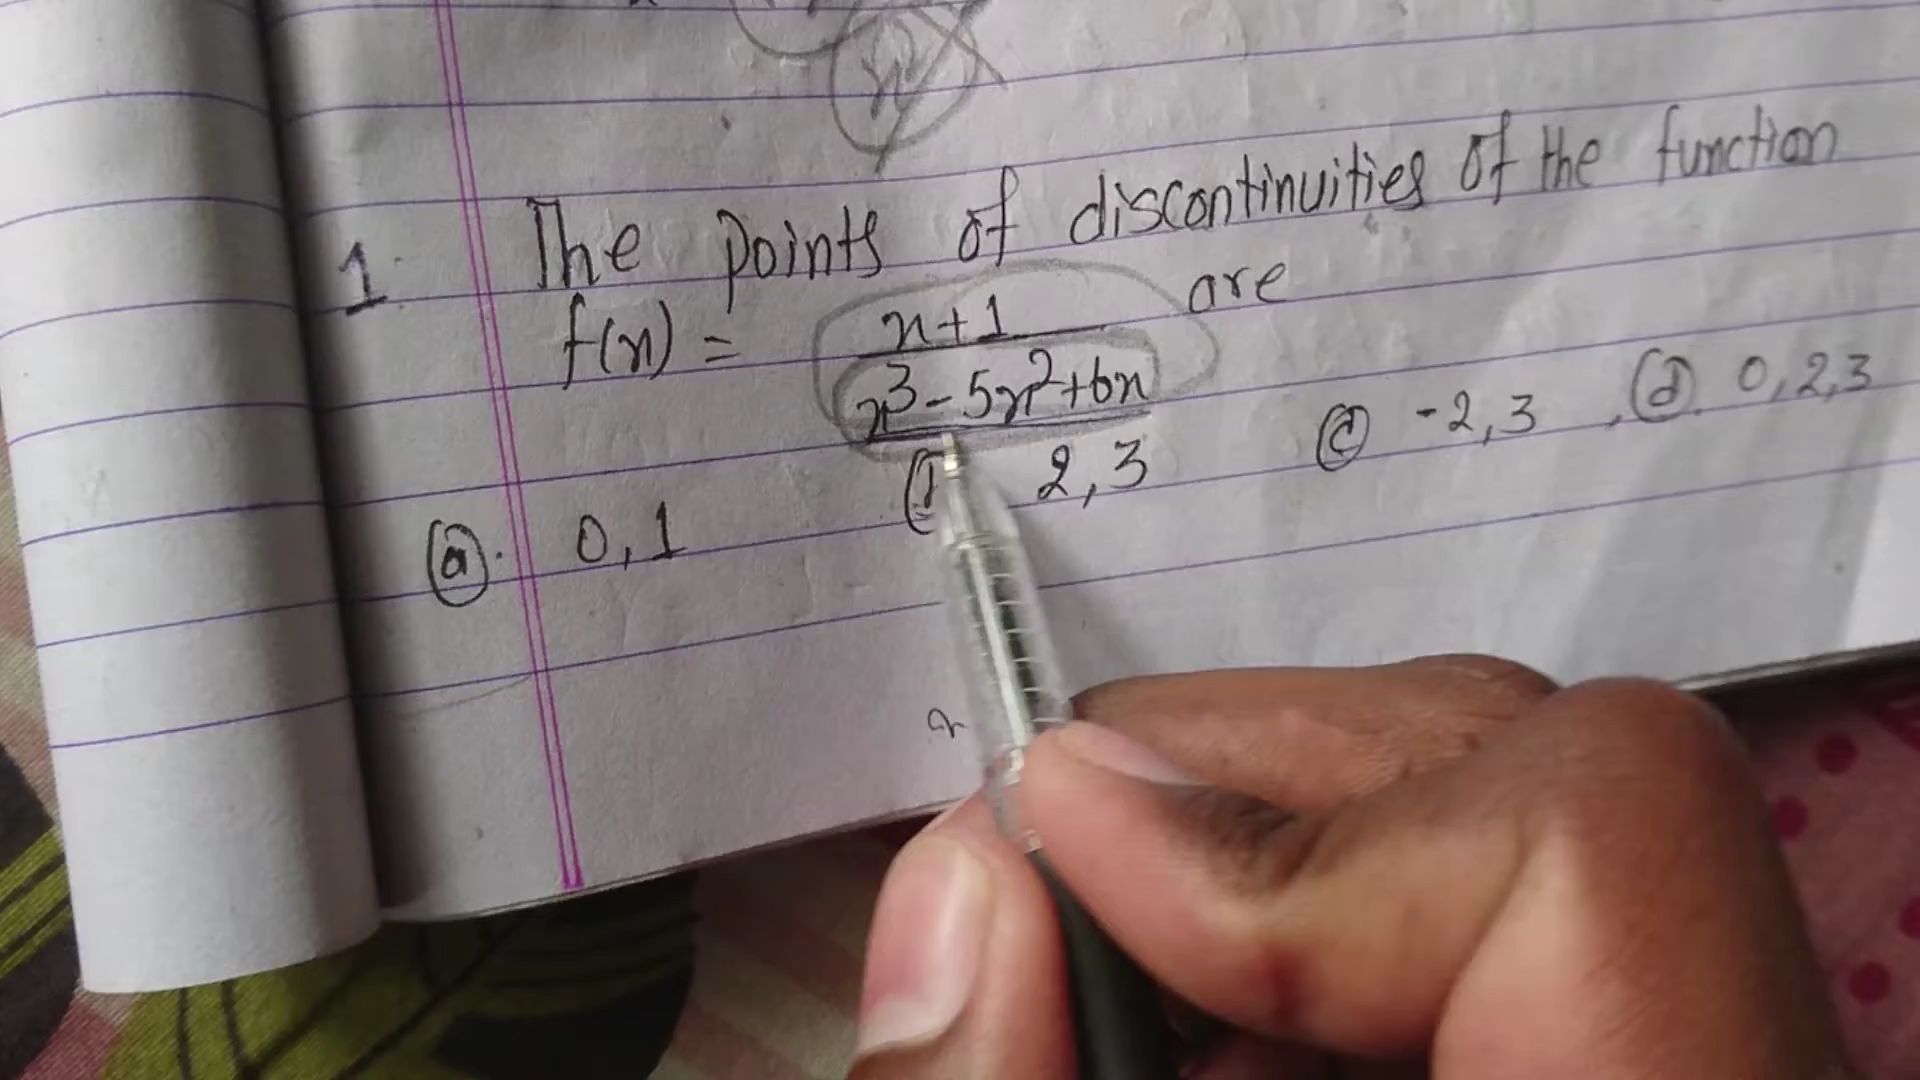 1. The points of discontinuities of the function
f(x) = x+1 / x³-5x²+6x are
(a). 0,1 2,3 (c) -2,3 (d). 0,2,3
x